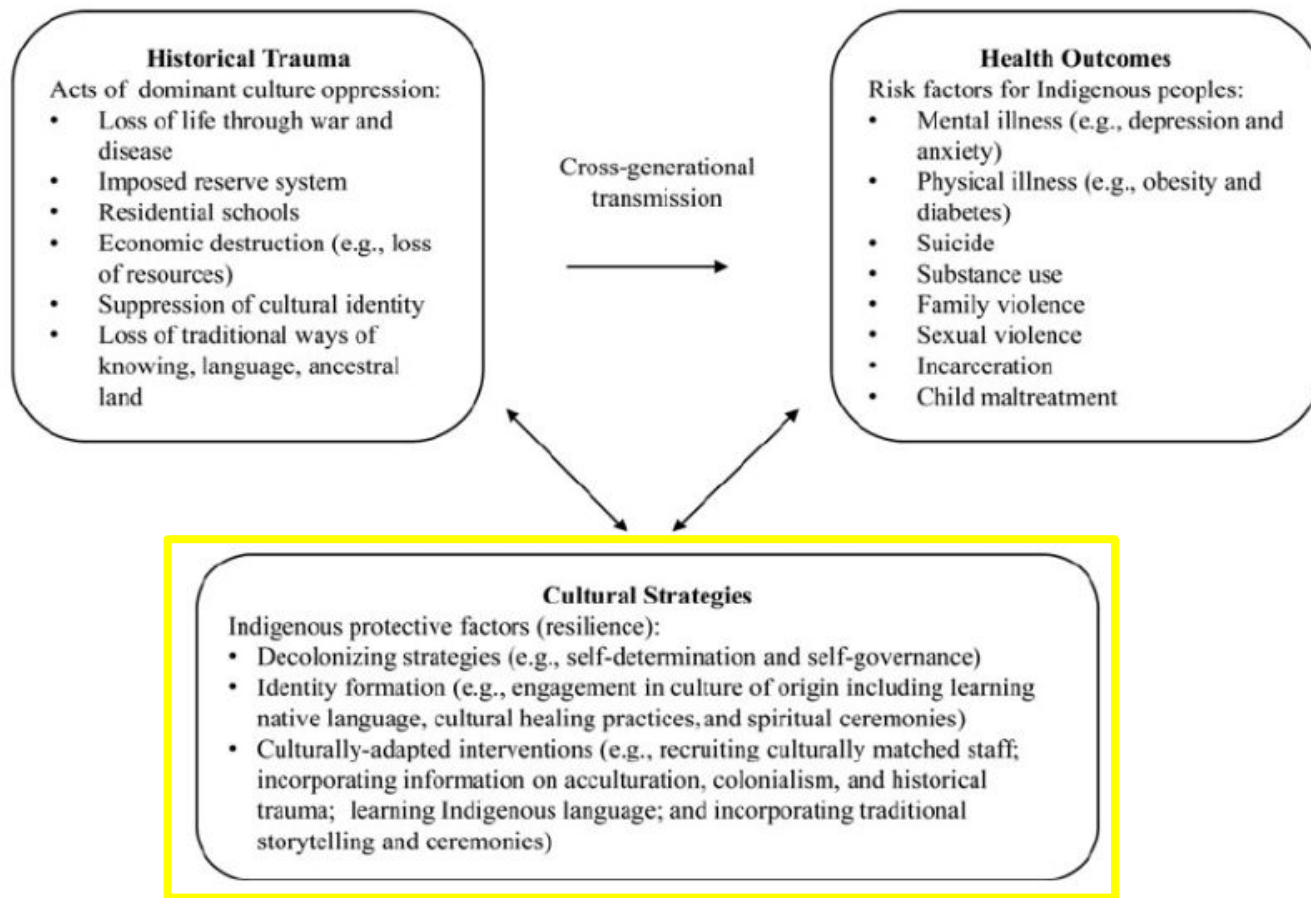 Historical Trauma
Acts of dominant culture oppression:
• Loss of life through war and
disease
• Imposed reserve system
• Residential schools
• Economic destruction (e.g., loss
of resources)
• Suppression of cultural identity
• Loss of traditional ways of
knowing, language, ancestral
land
Cross-generational
transmission
Health Outcomes
Risk factors for Indigenous peoples:
• Mental illness (e.g., depression and
anxiety)
• Physical illness (e.g., obesity and
diabetes)
• Suicide
• Substance use
• Family violence
• Sexual violence
• Incarceration
• Child maltreatment
Cultural Strategies
Indigenous protective factors (resilience):
• Decolonizing strategies (e.g., self-determination and self-governance)
• Identity formation (e.g., engagement in culture of origin including learning
native language, cultural healing practices, and spiritual ceremonies)
• Culturally-adapted interventions (e.g., recruiting culturally matched staff;
incorporating information on acculturation, colonialism, and historical
trauma; learning Indigenous language; and incorporating traditional
storytelling and ceremonies)